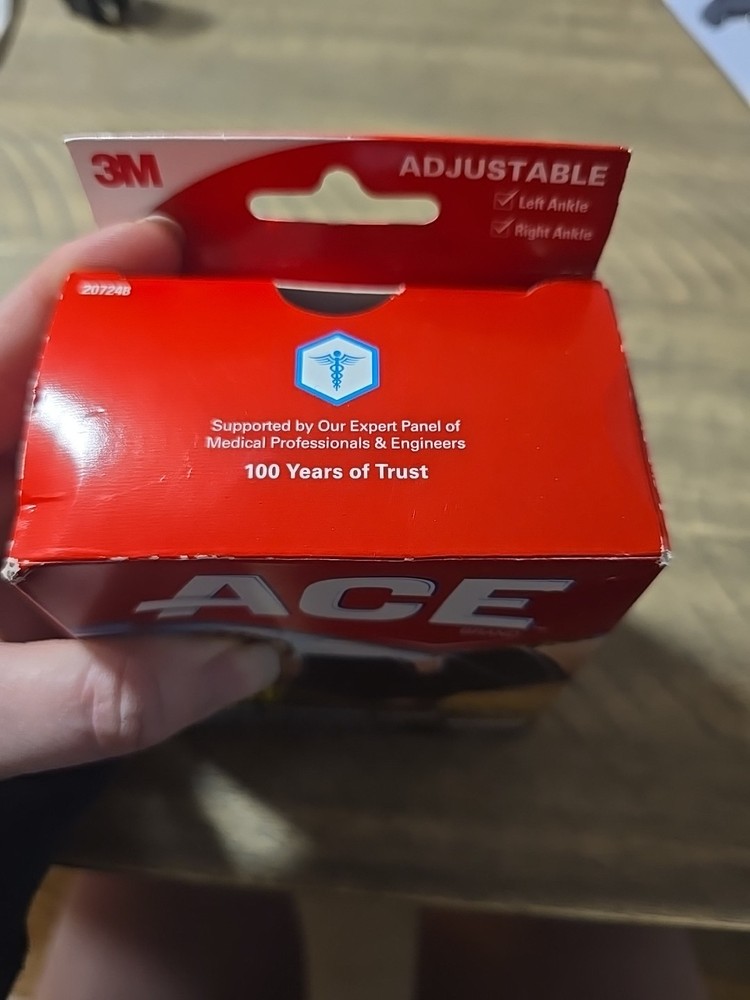 3M
ADJUSTABLE
Left Ankle
Right Ankle
207248
Supported by Our Expert Panel of
Medical Professionals & Engineers
100 Years of Trust
ACE